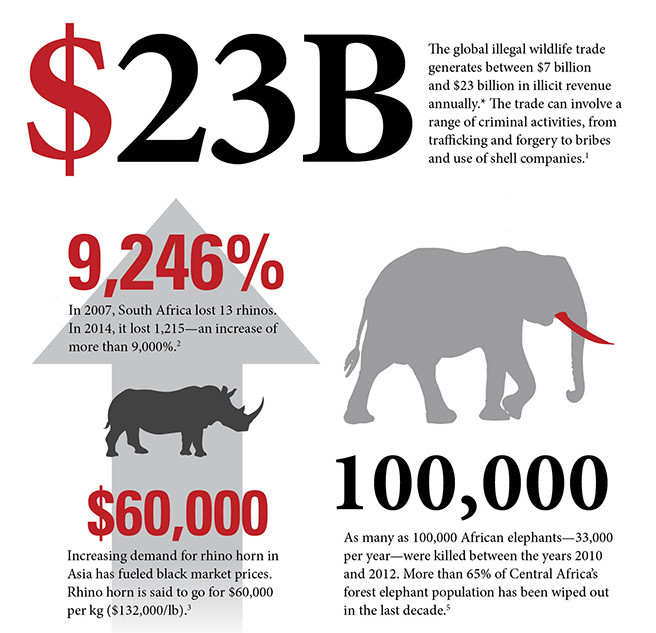 $23B
The global illegal wildlife trade
generates between $7 billion
and $23 billion in illicit revenue
annually.* The trade can involve a
range of criminal activities, from
trafficking and forgery to bribes
and use of shell companies.¹
9,246%
In 2007, South Africa lost 13 rhinos.
In 2014, it lost 1,215—an increase of
more than 9,000%.²
$60,000
Increasing demand for rhino horn in
Asia has fueled black market prices.
Rhino horn is said to go for $60,000
per kg ($132,000/lb).³
100,000
As many as 100,000 African elephants—33,000
per year—were killed between the years 2010
and 2012. More than 65% of Central Africa’s
forest elephant population has been wiped out
in the last decade.⁵